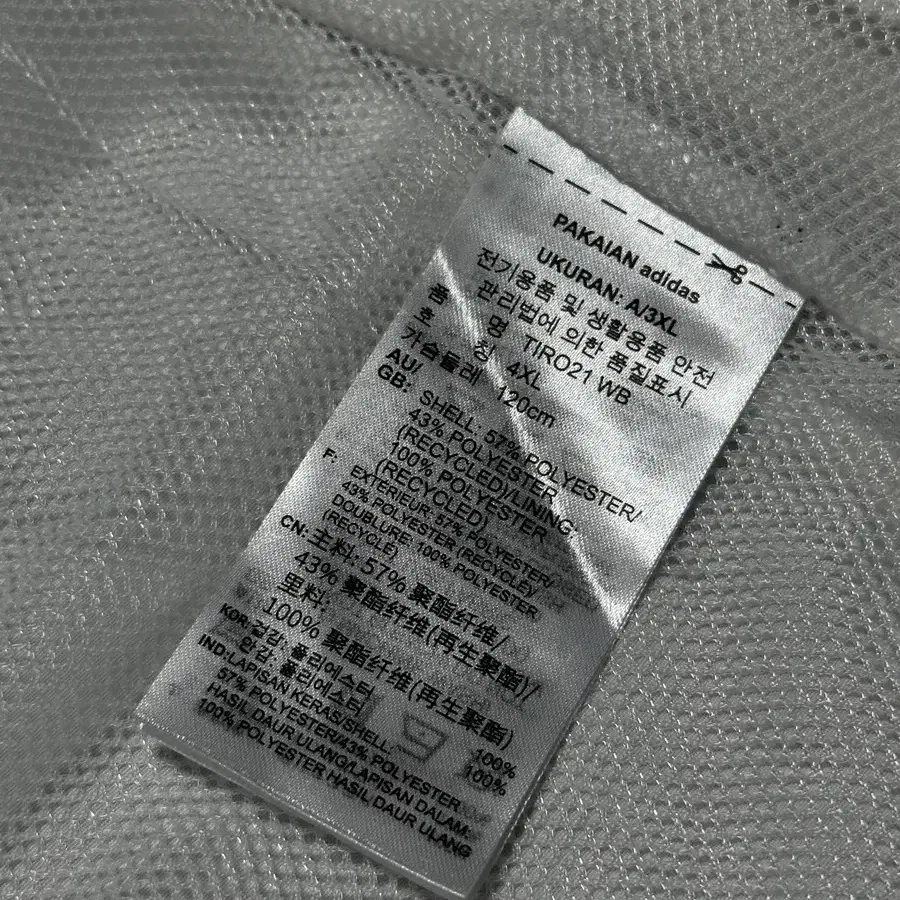 PAKAIAN adidas
UKURAN: A/3XL
전기용품 및 생활용품 안전
관리법에 의한 품질표시
품 명 TIRO21 WB
호 칭 4XL
가슴둘레 120cm
AU/
GB: SHELL: 57% POLYESTER/
43% POLYESTER
(RECYCLED)/LINING:
100% POLYESTER
(RECYCLED)
F: EXTÉRIEUR: 57% POLYESTER/
43% POLYESTER (RECYCLÉ)/
DOUBLURE: 100% POLYESTER
(RECYCLÉ)
CN: 主料: 57% 聚酯纤维/
43% 聚酯纤维(再生聚酯)/
里料:
100% 聚酯纤维(再生聚酯)
KOR: 겉감: 폴리에스터 100%
안감: 폴리에스터 100%
IND: LAPISAN KERAS/SHELL:
57% POLYESTER/43% POLYESTER
HASIL DAUR ULANG/LAPISAN DALAM:
100% POLYESTER HASIL DAUR ULANG